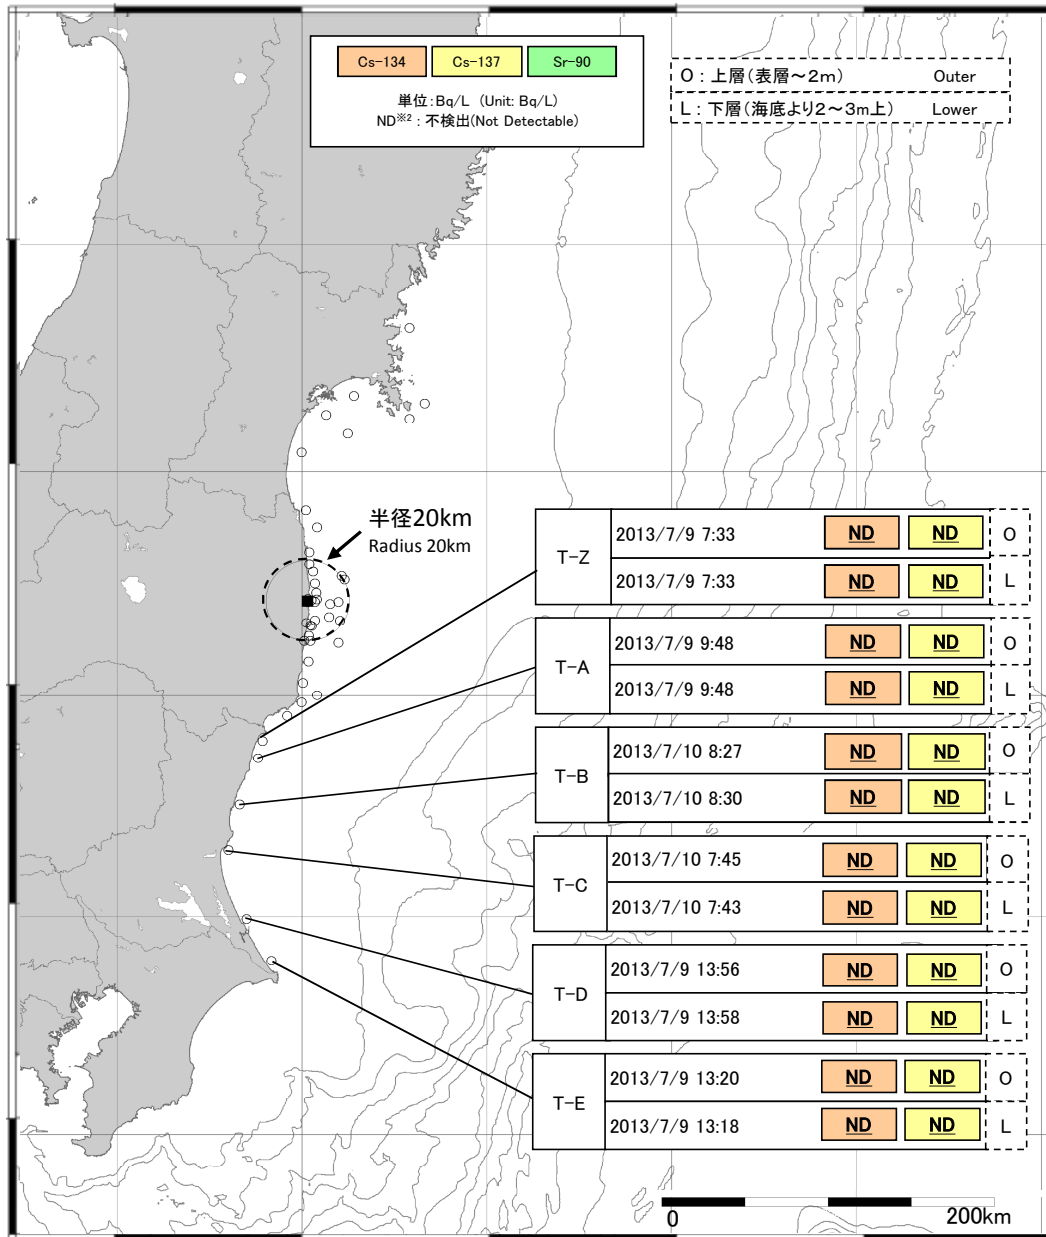 Cs-134 Cs-137 Sr-90
単位:Bq/L (Unit: Bq/L)
ND※2 : 不検出(Not Detectable)
O : 上層(表層～2m) Outer
L : 下層(海底より2～3m上) Lower
半径20km
Radius 20km
T-Z
2013/7/9 7:33 ND ND O
2013/7/9 7:33 ND ND L
T-A
2013/7/9 9:48 ND ND O
2013/7/9 9:48 ND ND L
T-B
2013/7/10 8:27 ND ND O
2013/7/10 8:30 ND ND L
T-C
2013/7/10 7:45 ND ND O
2013/7/10 7:43 ND ND L
T-D
2013/7/9 13:56 ND ND O
2013/7/9 13:58 ND ND L
T-E
2013/7/9 13:20 ND ND O
2013/7/9 13:18 ND ND L
0 200km